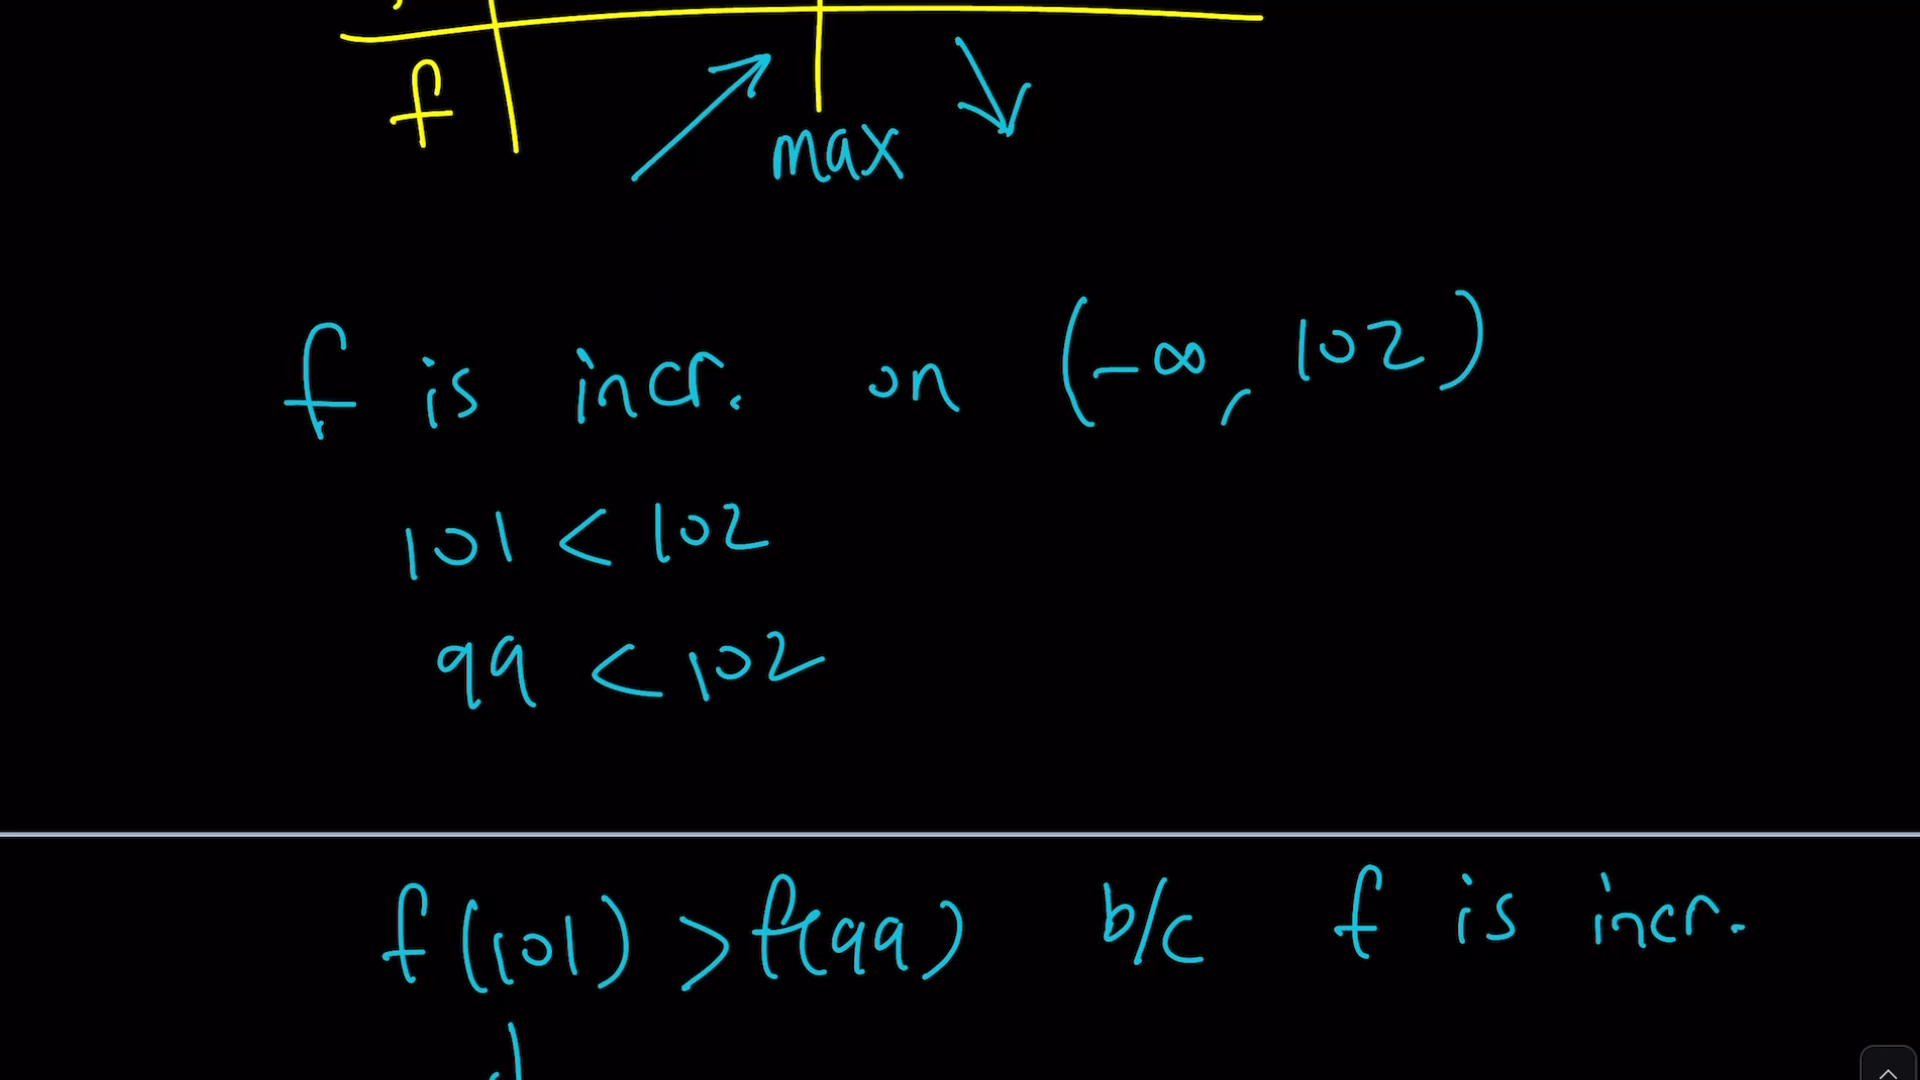 f
max
f is incr. on (-∞, 102)
101 < 102
99 < 102
f(101) > f(99) b/c f is incr.